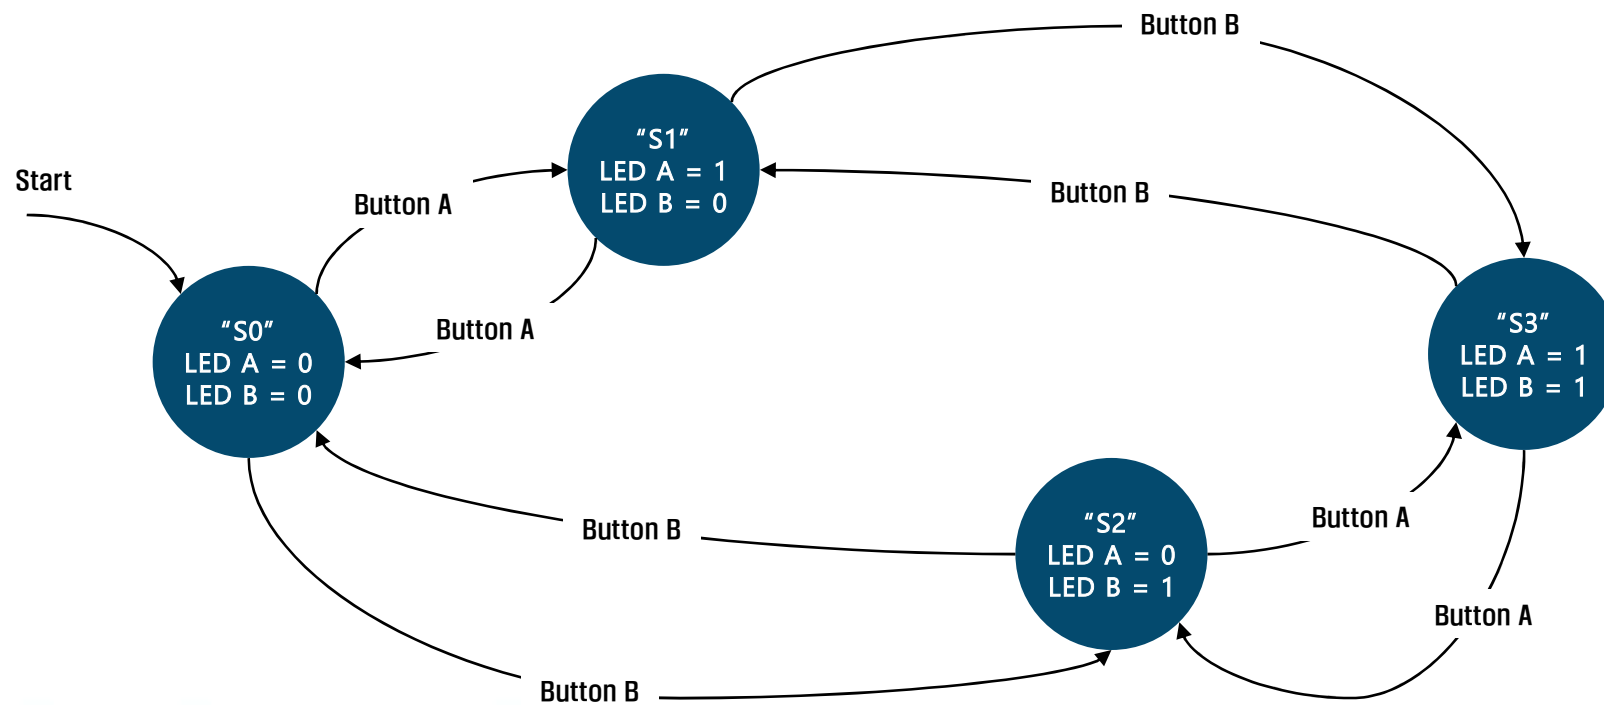 Button B
“S1”
LED A = 1
LED B = 0
Start
Button A
Button B
Button A
“S0”
LED A = 0
LED B = 0
“S3”
LED A = 1
LED B = 1
Button B
“S2”
LED A = 0
LED B = 1
Button A
Button A
Button B